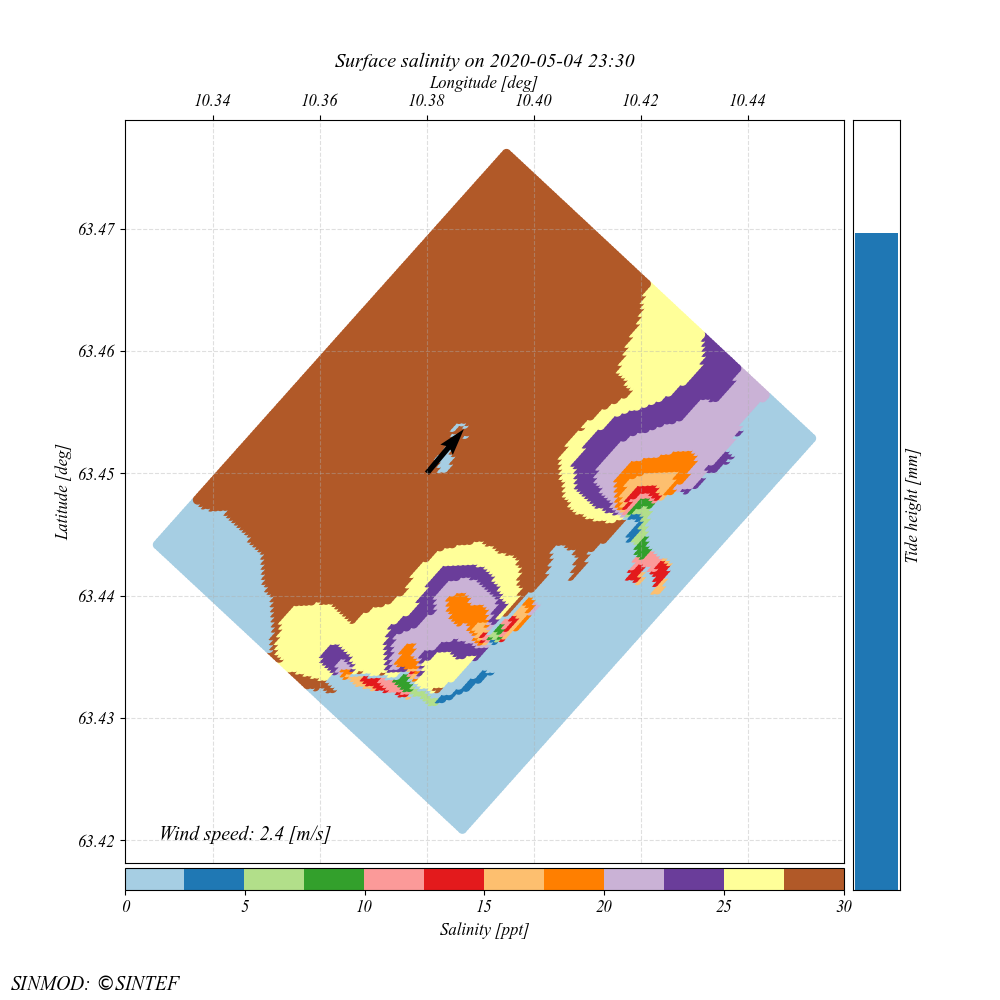 Surface salinity on 2020-05-04 23:30
Longitude [deg]
10.34 10.36 10.38 10.40 10.42 10.44
63.47
63.46
63.45
63.44
63.43
63.42
Latitude [deg]
Tide height [mm]
Wind speed: 2.4 [m/s]
0 5 10 15 20 25 30
Salinity [ppt]
SINMOD: ©SINTEF